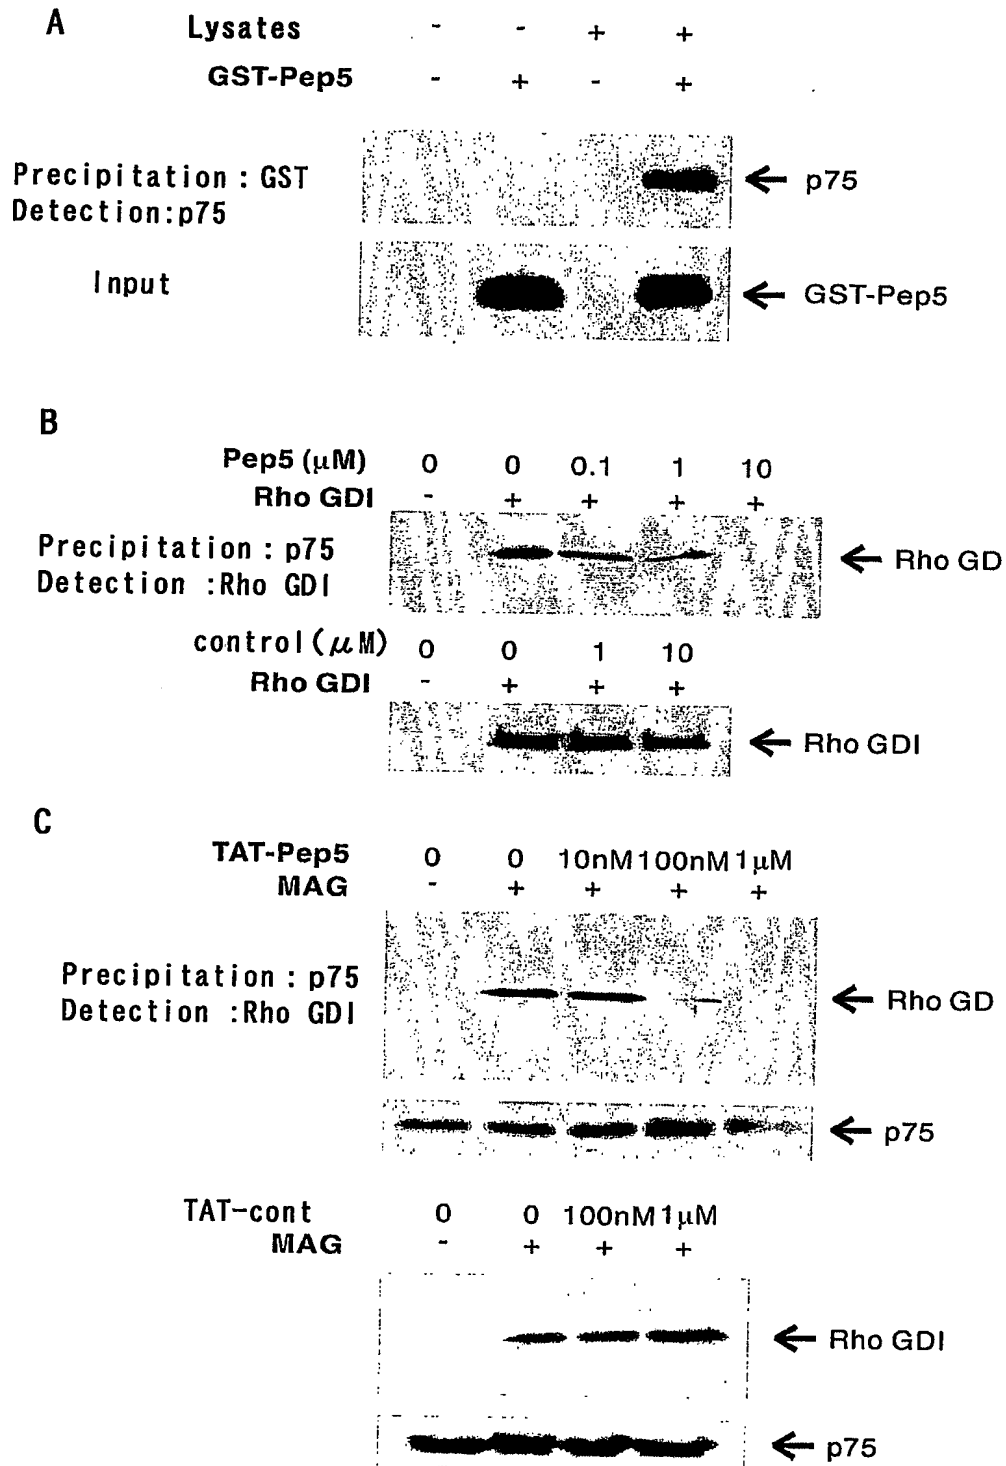 A
Lysates - - + +
GST-Pep5 - + - +
Precipitation : GST
Detection:p75
← p75
Input
← GST-Pep5
B
Pep5 (μM) 0 0 0.1 1 10
Rho GDI - + + + +
Precipitation : p75
Detection :Rho GDI
← Rho GD
control(μM) 0 0 1 10
Rho GDI - + + +
← Rho GDI
C
TAT-Pep5 0 0 10nM 100nM 1μM
MAG - + + + +
Precipitation : p75
Detection :Rho GDI
← Rho GD
← p75
TAT-cont 0 0 100nM 1μM
MAG - + + +
← Rho GDI
← p75